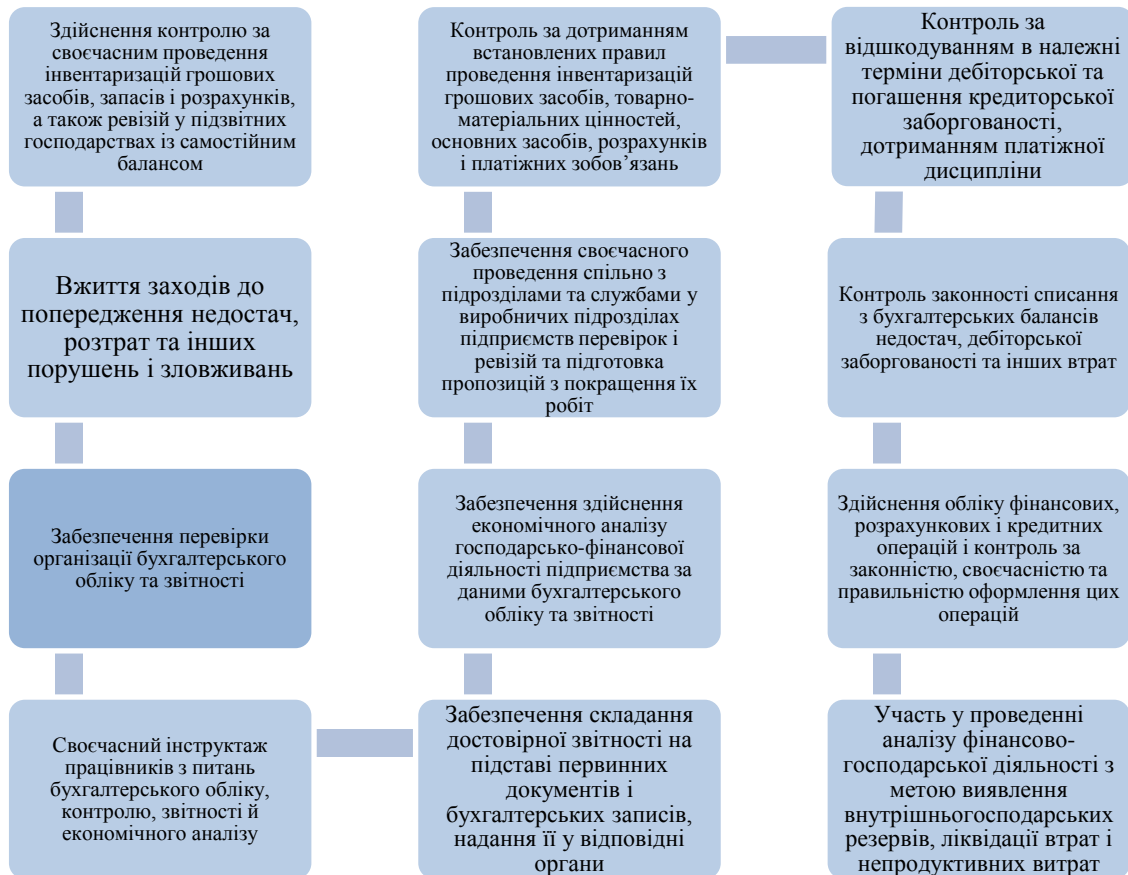 Здійснення контролю за
своєчасним проведення
інвентаризацій грошових
засобів, запасів і розрахунків,
а також ревізій у підзвітних
господарствах із самостійним
балансом
Вжиття заходів до
попередження недостач,
розтрат та інших
порушень і зловживань
Забезпечення перевірки
організації бухгалтерського
обліку та звітності
Своєчасний інструктаж
працівників з питань
бухгалтерського обліку,
контролю, звітності й
економічного аналізу
Забезпечення складання
достовірної звітності на
підставі первинних
документів і
бухгалтерських записів,
надання її у відповідні
органи
Забезпечення здійснення
економічного аналізу
господарсько-фінансової
діяльності підприємства за
даними бухгалтерського
обліку та звітності
Забезпечення своєчасного
проведення спільно з
підрозділами та службами у
виробничих підрозділах
підприємств перевірок і
ревізій та підготовка
пропозицій з покращення їх
робіт
Контроль за дотриманням
встановлених правил
проведення інвентаризацій
грошових засобів, товарно-
матеріальних цінностей,
основних засобів, розрахунків
і платіжних зобов’язань
Контроль за
відшкодуванням в належні
терміни дебіторської та
погашення кредиторської
заборгованості,
дотриманням платіжної
дисципліни
Контроль законності списання
з бухгалтерських балансів
недостач, дебіторської
заборгованості та інших втрат
Здійснення обліку фінансових,
розрахункових і кредитних
операцій і контроль за
законністю, своєчасністю та
правильністю оформлення цих
операцій
Участь у проведенні
аналізу фінансово-
господарської діяльності з
метою виявлення
внутрішньогосподарських
резервів, ліквідації втрат і
непродуктивних витрат